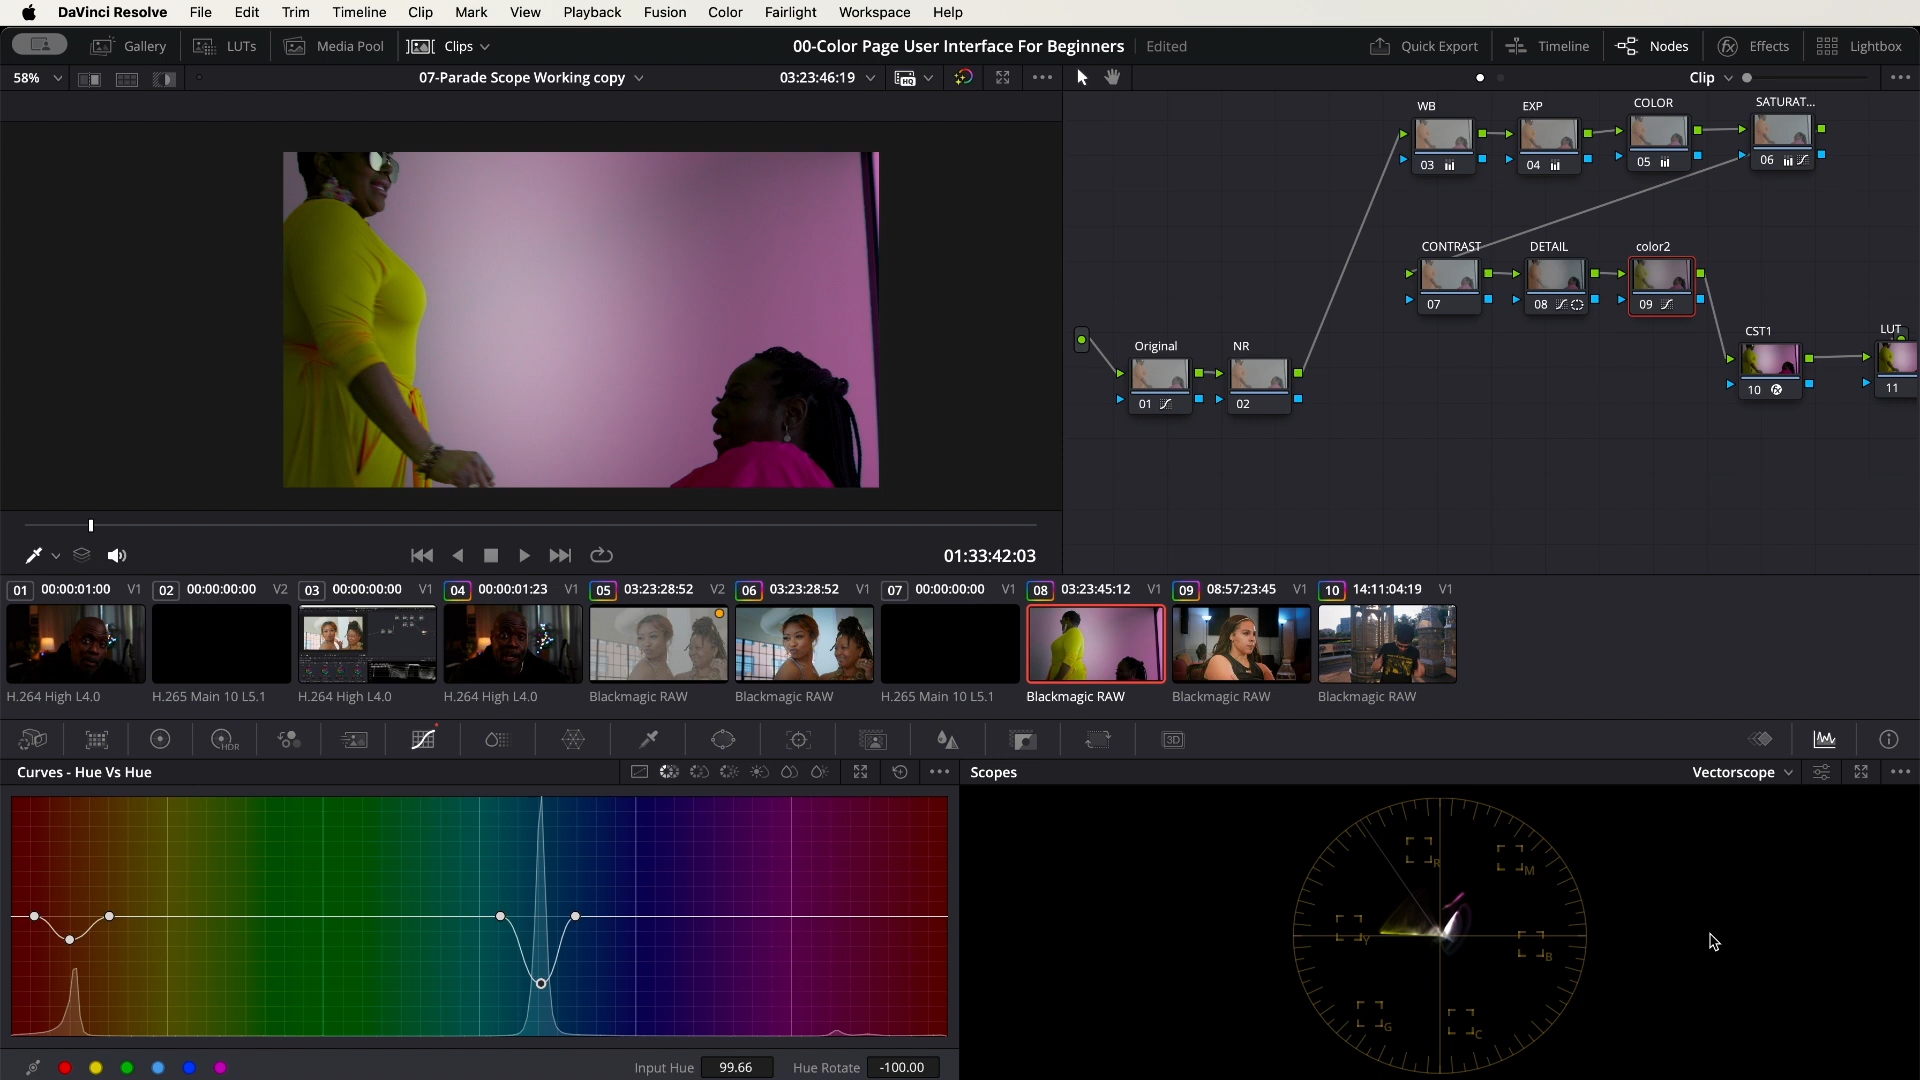 DaVinci Resolve File Edit Trim Timeline Clip Mark View Playback Fusion Color Fairlight Workspace Help
Gallery LUTs Media Pool Clips 00-Color Page User Interface For Beginners Edited Quick Export Timeline Nodes Effects Lightbox
58% 07-Parade Scope Working copy 03:23:46:19 HQ Clip
WB EXP COLOR SATURAT...
03 04 05 06
CONTRAST DETAIL color2
07 08 09
Original NR CST1 LUT
01 02 10 fx 11
01:33:42:03
01 00:00:01:00 V1 02 00:00:00:00 V2 03 00:00:00:00 V1 04 00:00:01:23 V1 05 03:23:28:52 V2 06 03:23:28:52 V1 07 00:00:00:00 V1 08 03:23:45:12 V1 09 08:57:23:45 V1 10 14:11:04:19 V1
H.264 High L4.0 H.265 Main 10 L5.1 H.264 High L4.0 H.264 High L4.0 Blackmagic RAW Blackmagic RAW H.265 Main 10 L5.1 Blackmagic RAW Blackmagic RAW Blackmagic RAW
HDR 3D
Curves - Hue Vs Hue Scopes Vectorscope
R M
Y B
G C
Input Hue 99.66 Hue Rotate -100.00